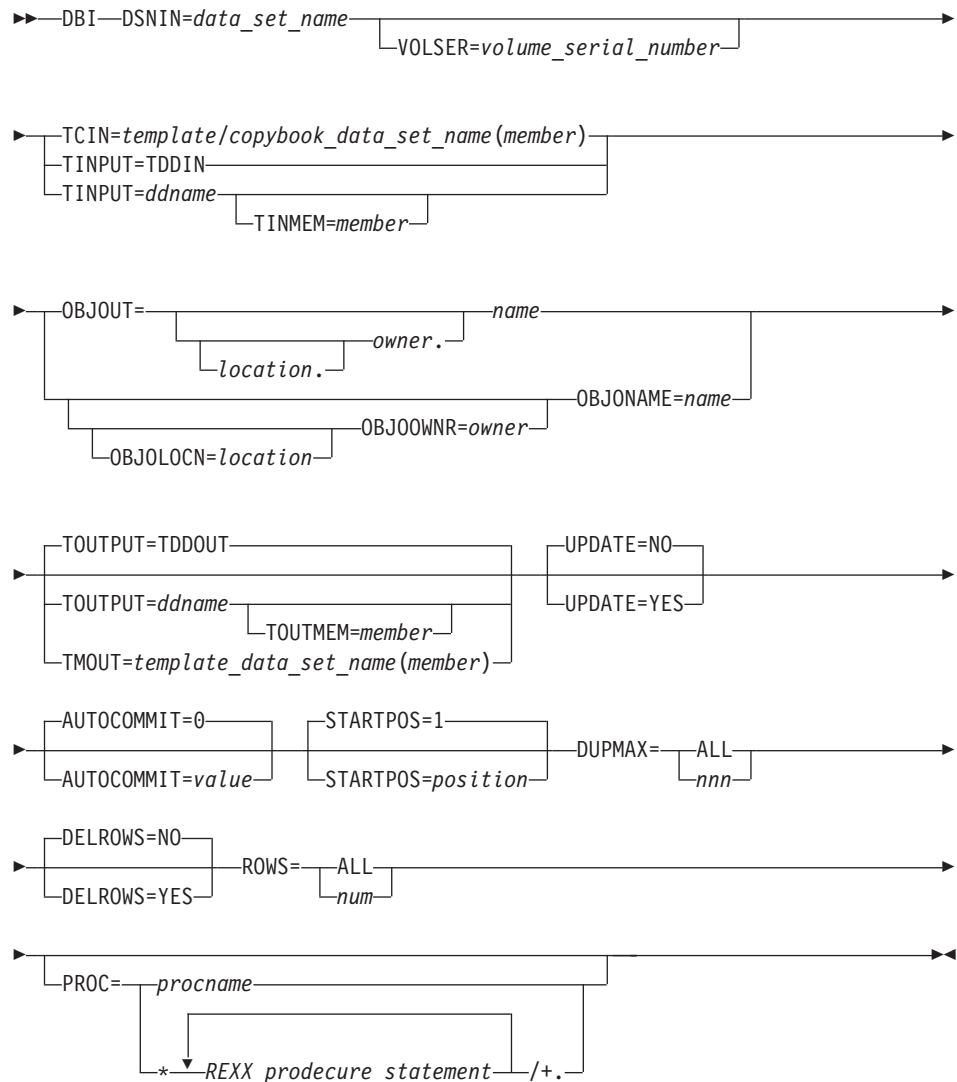 DBI DSNIN=data_set_name
VOLSER=volume_serial_number
TCIN=template/copybook_data_set_name(member)
TINPUT=TDDIN
TINPUT=ddname
TINMEM=member
OBJOUT= name
owner.
location.
OBJONAME=name
OBJOOWNR=owner
OBJOLOCN=location
TOUTPUT=TDDOUT UPDATE=NO
TOUTPUT=ddname UPDATE=YES
TOUTMEM=member
TMOUT=template_data_set_name(member)
AUTOCOMMIT=0 STARTPOS=1
DUPMAX= ALL
AUTOCOMMIT=value STARTPOS=position nnn
DELROWS=NO
ROWS= ALL
DELROWS=YES num
PROC= procname
* REXX prodecure statement /+.